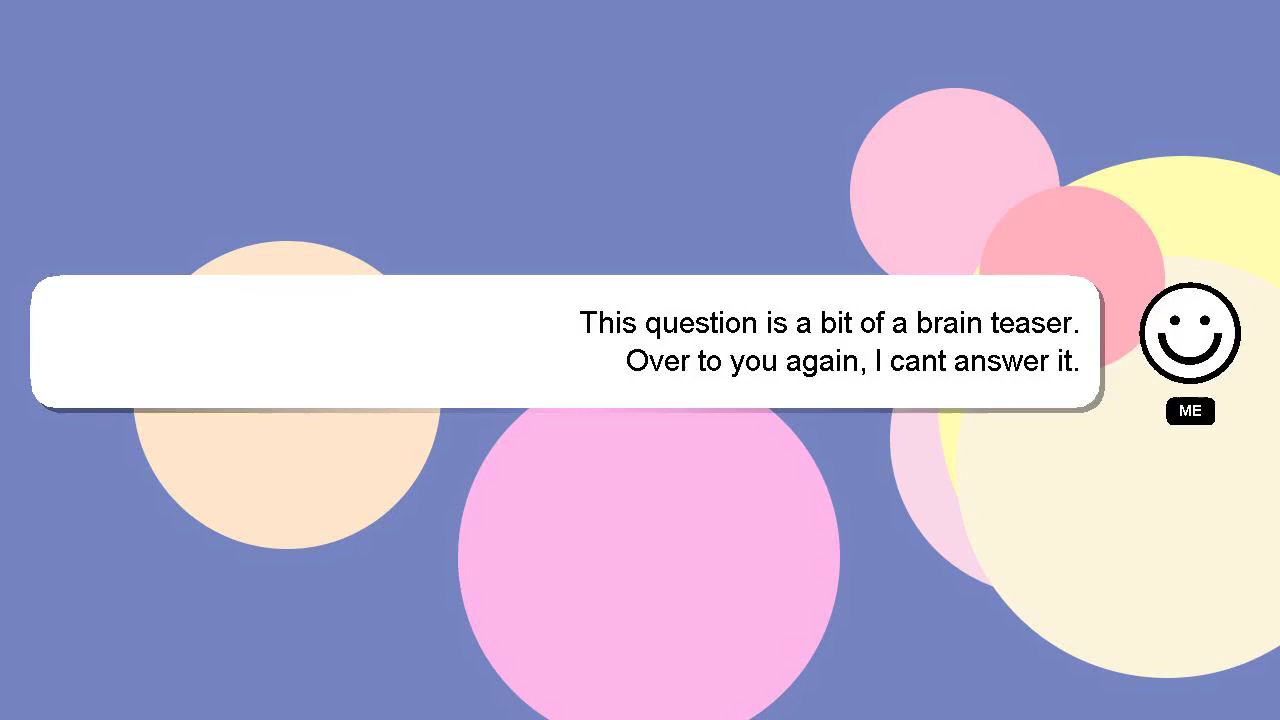 This question is a bit of a brain teaser.
Over to you again, I cant answer it.
ME